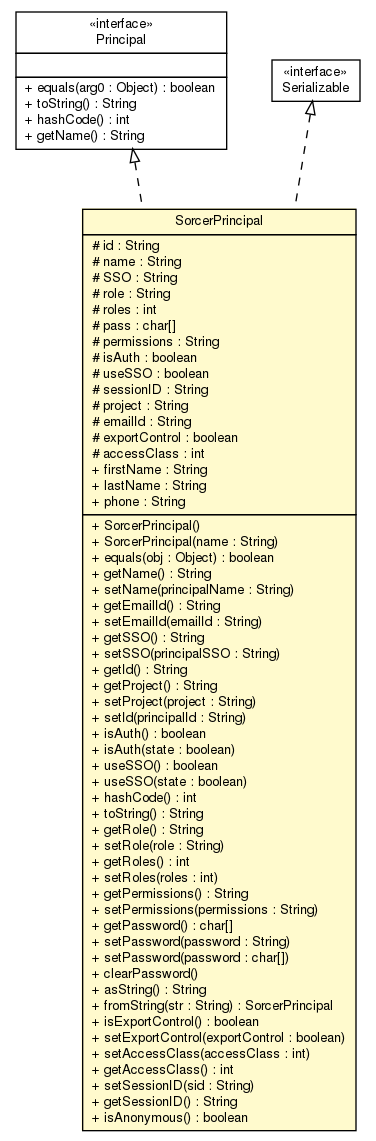 «interface»
Principal
+ equals(arg0 : Object) : boolean
+ toString() : String
+ hashCode() : int
+ getName() : String
«interface»
Serializable
SorcerPrincipal
# id : String
# name : String
# SSO : String
# role : String
# roles : int
# pass : char[]
# permissions : String
# isAuth : boolean
# useSSO : boolean
# sessionID : String
# project : String
# emailId : String
# exportControl : boolean
# accessClass : int
+ firstName : String
+ lastName : String
+ phone : String
+ SorcerPrincipal()
+ SorcerPrincipal(name : String)
+ equals(obj : Object) : boolean
+ getName() : String
+ setName(principalName : String)
+ getEmailId() : String
+ setEmailId(emailId : String)
+ getSSO() : String
+ setSSO(principalSSO : String)
+ getId() : String
+ getProject() : String
+ setProject(project : String)
+ setId(principalId : String)
+ isAuth() : boolean
+ isAuth(state : boolean)
+ useSSO() : boolean
+ useSSO(state : boolean)
+ hashCode() : int
+ toString() : String
+ getRole() : String
+ setRole(role : String)
+ getRoles() : int
+ setRoles(roles : int)
+ getPermissions() : String
+ setPermissions(permissions : String)
+ getPassword() : char[]
+ setPassword(password : String)
+ setPassword(password : char[])
+ clearPassword()
+ asString() : String
+ fromString(str : String) : SorcerPrincipal
+ isExportControl() : boolean
+ setExportControl(exportControl : boolean)
+ setAccessClass(accessClass : int)
+ getAccessClass() : int
+ setSessionID(sid : String)
+ getSessionID() : String
+ isAnonymous() : boolean